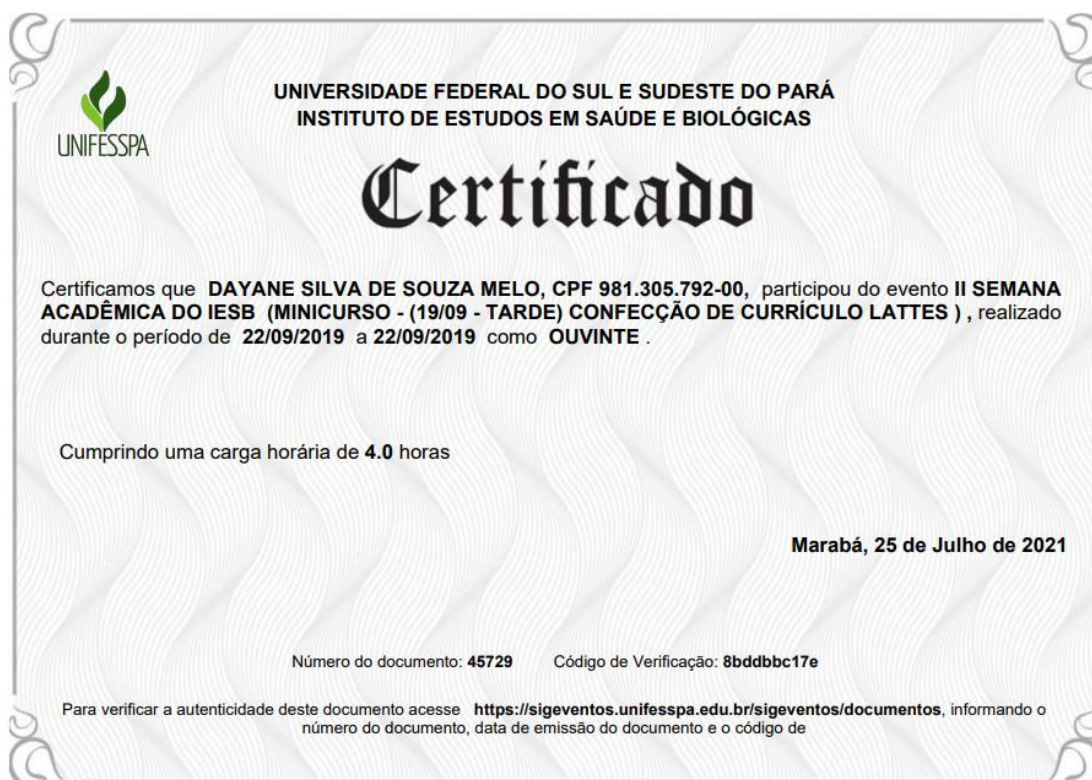 UNIFESSPA
UNIVERSIDADE FEDERAL DO SUL E SUDESTE DO PARÁ
INSTITUTO DE ESTUDOS EM SAÚDE E BIOLÓGICAS
Certificado
Certificamos que DAYANE SILVA DE SOUZA MELO, CPF 981.305.792-00, participou do evento II SEMANA
ACADÊMICA DO IESB (MINICURSO - (19/09 - TARDE) CONFECÇÃO DE CURRÍCULO LATTES ) , realizado
durante o período de 22/09/2019 a 22/09/2019 como OUVINTE .
Cumprindo uma carga horária de 4.0 horas
Marabá, 25 de Julho de 2021
Número do documento: 45729 Código de Verificação: 8bddbbc17e
Para verificar a autenticidade deste documento acesse https://sigeventos.unifesspa.edu.br/sigeventos/documentos, informando o
número do documento, data de emissão do documento e o código de